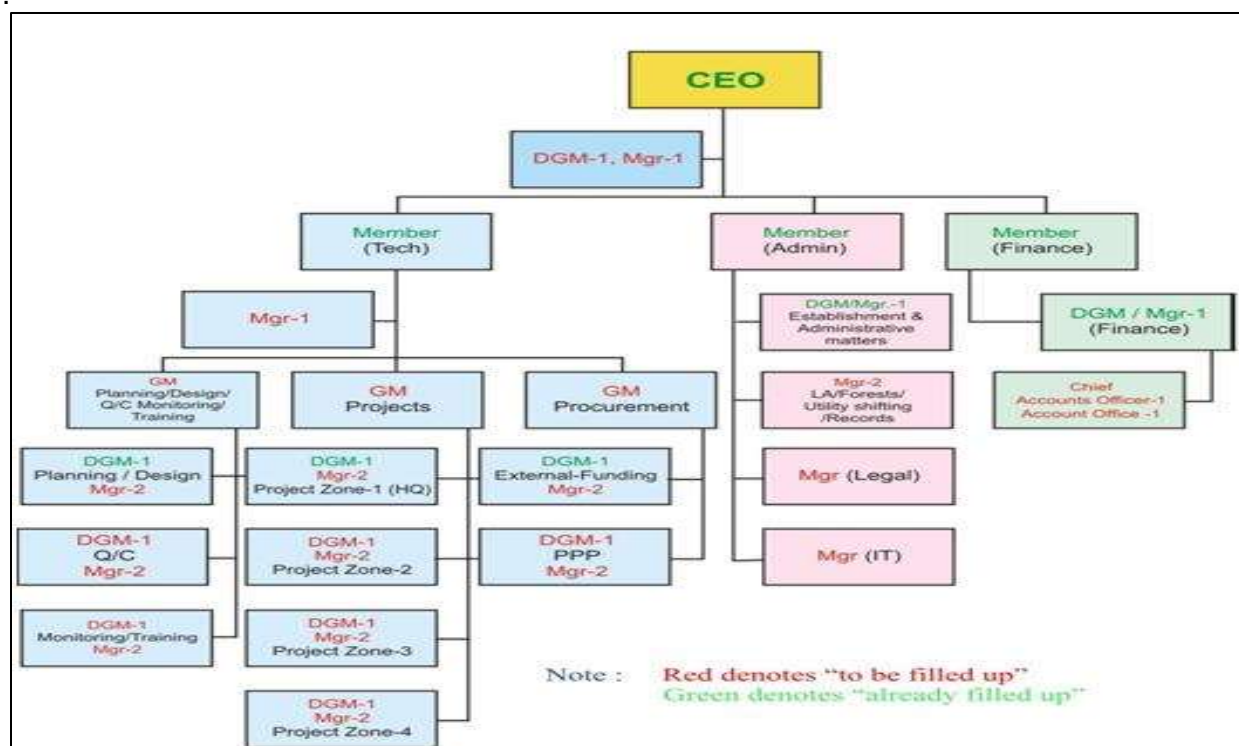 CEO
DGM-1, Mgr-1
Member
(Tech)
Member
(Admin)
Member
(Finance)
Mgr-1
DGM/Mgr.-1
Establishment &
Administrative
matters
DGM / Mgr-1
(Finance)
GM
Planning/Design/
Q/C Monitoring/
Training
GM
Projects
GM
Procurement
Mgr-2
LA/Forests/
Utility shifting
/Records
Chief
Accounts Officer-1
Account Office -1
DGM-1
Planning / Design
Mgr-2
DGM-1
Mgr-2
Project Zone-1 (HQ)
DGM-1
External-Funding
Mgr-2
Mgr (Legal)
DGM-1
Q/C
Mgr-2
DGM-1
Mgr-2
Project Zone-2
DGM-1
PPP
Mgr-2
Mgr (IT)
DGM-1
Monitoring/Training
Mgr-2
DGM-1
Mgr-2
Project Zone-3
DGM-1
Mgr-2
Project Zone-4
Note : Red denotes “to be filled up”
Green denotes “already filled up”